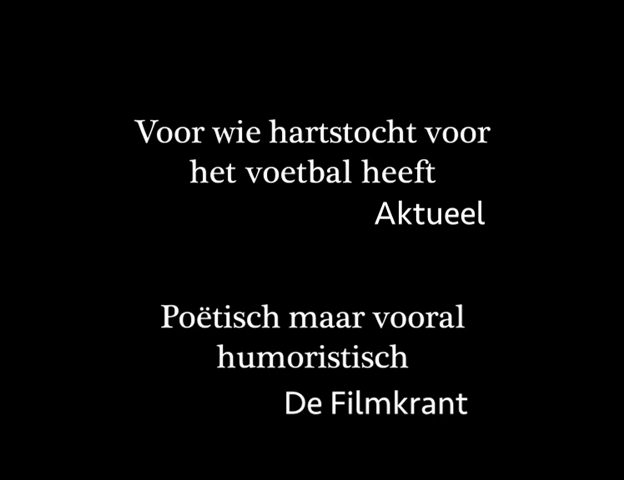 Voor wie hartstocht voor
het voetbal heeft
Aktueel
Poëtisch maar vooral
humoristisch
De Filmkrant